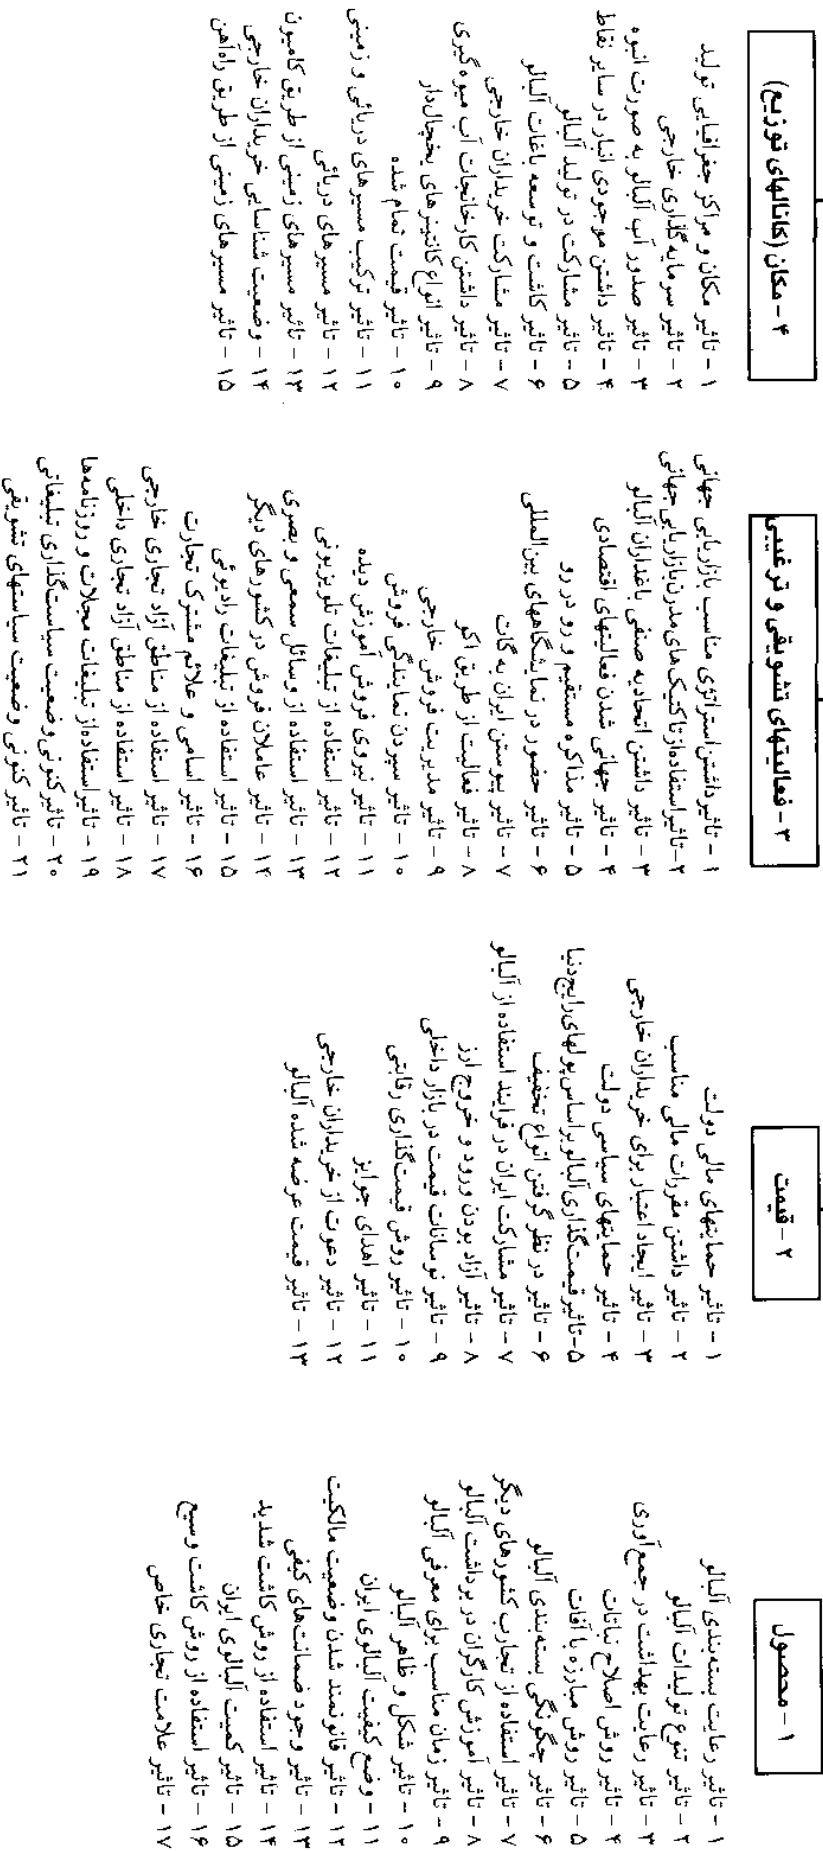 ۱ – محصول
۱ – تاثیر رعایت بسته‌بندی آلبالو
۲ – تاثیر تنوع تولیدات آلبالو
۳ – تاثیر رعایت بهداشت در جمع‌آوری
۴ – تاثیر روش اصلاح نباتات
۵ – تاثیر روش مبارزه با آفات
۶ – تاثیر چگونگی بسته‌بندی آلبالو
۷ – تاثیر استفاده از تجارب کشورهای دیگر
۸ – تاثیر آموزش کارگران در برداشت آلبالو
۹ – تاثیر زمان مناسب برای معرفی آلبالو
۱۰ – تاثیر شکل و ظاهر آلبالو
۱۱ – وضع کیفیت آلبالوی ایران
۱۲ – تاثیر قانونمند شدن وضعیت مالکیت
۱۳ – تاثیر وجود ضمانت‌های کیفی
۱۴ – تاثیر استفاده از روش کاشت شدید
۱۵ – تاثیر کمیت آلبالوی ایران
۱۶ – تاثیر استفاده از روش کاشت وسیع
۱۷ – تاثیر علامت تجاری خاص
۲ – قیمت
۱ – تاثیر حمایتهای مالی دولت
۲ – تاثیر داشتن مقررات مالی مناسب
۳ – تاثیر ایجاد اعتبار برای خریداران خارجی
۴ – تاثیر حمایتهای سیاسی دولت
۵–تاثیر قیمت‌گذاری آلبالو براساس پولهای رایج دنیا
۶ – تاثیر در نظر گرفتن انواع تخفیف
۷ – تاثیر مشارکت ایران در فرایند استفاده از آلبالو
۸ – تاثیر آزاد بودن ورود و خروج ارز
۹ – تاثیر نوسانات قیمت در بازار داخلی
۱۰ – تاثیر روش قیمت‌گذاری رقابتی
۱۱ – تاثیر اهدای جوایز
۱۲ – تاثیر دعوت از خریداران خارجی
۱۳ – تاثیر قیمت عرضه شده آلبالو
۳ – فعالیتهای تشویقی و ترغیبی
۱ – تاثیر داشتن استراتژی مناسب بازاریابی جهانی
۲–تاثیر استفاده از تاکتیک‌های مدرن بازاریابی جهانی
۳ – تاثیر داشتن اتحادیه صنفی باغداران آلبالو
۴ – تاثیر جهانی شدن فعالیتهای اقتصادی
۵ – تاثیر مذاکره مستقیم و رو در رو
۶ – تاثیر حضور در نمایشگاههای بین‌المللی
۷ – تاثیر پیوستن ایران به گات
۸ – تاثیر فعالیت از طریق اکو
۹ – تاثیر مدیریت فروش خارجی
۱۰ – تاثیر سپردن نمایندگی فروش
۱۱ – تاثیر نیروی فروش آموزش دیده
۱۲ – تاثیر استفاده از تبلیغات تلویزیونی
۱۳ – تاثیر استفاده از وسائل سمعی و بصری
۱۴ – تاثیر عاملان فروش در کشورهای دیگر
۱۵ – تاثیر استفاده از تبلیغات رادیوئی
۱۶ – تاثیر اسامی و علائم مشترک تجارت
۱۷ – تاثیر استفاده از مناطق آزاد تجاری خارجی
۱۸ – تاثیر استفاده از مناطق آزاد تجاری داخلی
۱۹ – تاثیر استفاده از تبلیغات مجلات و روزنامه‌ها
۲۰ – تاثیر کنونی وضعیت سیاست‌گذاری تبلیغاتی
۲۱ – تاثیر کنونی وضعیت سیاستهای تشویقی
۴ – مکان (کانالهای توزیع)
۱ – تاثیر مکان و مراکز جغرافیایی تولید
۲ – تاثیر سرمایه گذاری خارجی
۳ – تاثیر صدور آب آلبالو به صورت انبوه
۴ – تاثیر داشتن موجودی انبار در سایر نقاط
۵ – تاثیر مشارکت در تولید آلبالو
۶ – تاثیر کاشت و توسعه باغات آلبالو
۷ – تاثیر مشارکت خریداران خارجی
۸ – تاثیر داشتن کارخانجات آب میوه گیری
۹ – تاثیر انواع کانتینرهای یخچال‌دار
۱۰ – تاثیر قیمت تمام شده
۱۱ – تاثیر ترکیب مسیرهای دریائی و زمینی
۱۲ – تاثیر مسیرهای دریائی
۱۳ – تاثیر مسیرهای زمینی از طریق کامیون
۱۴ – وضعیت شناسایی خریداران خارجی
۱۵ – تاثیر مسیرهای زمینی از طریق راه‌آهن